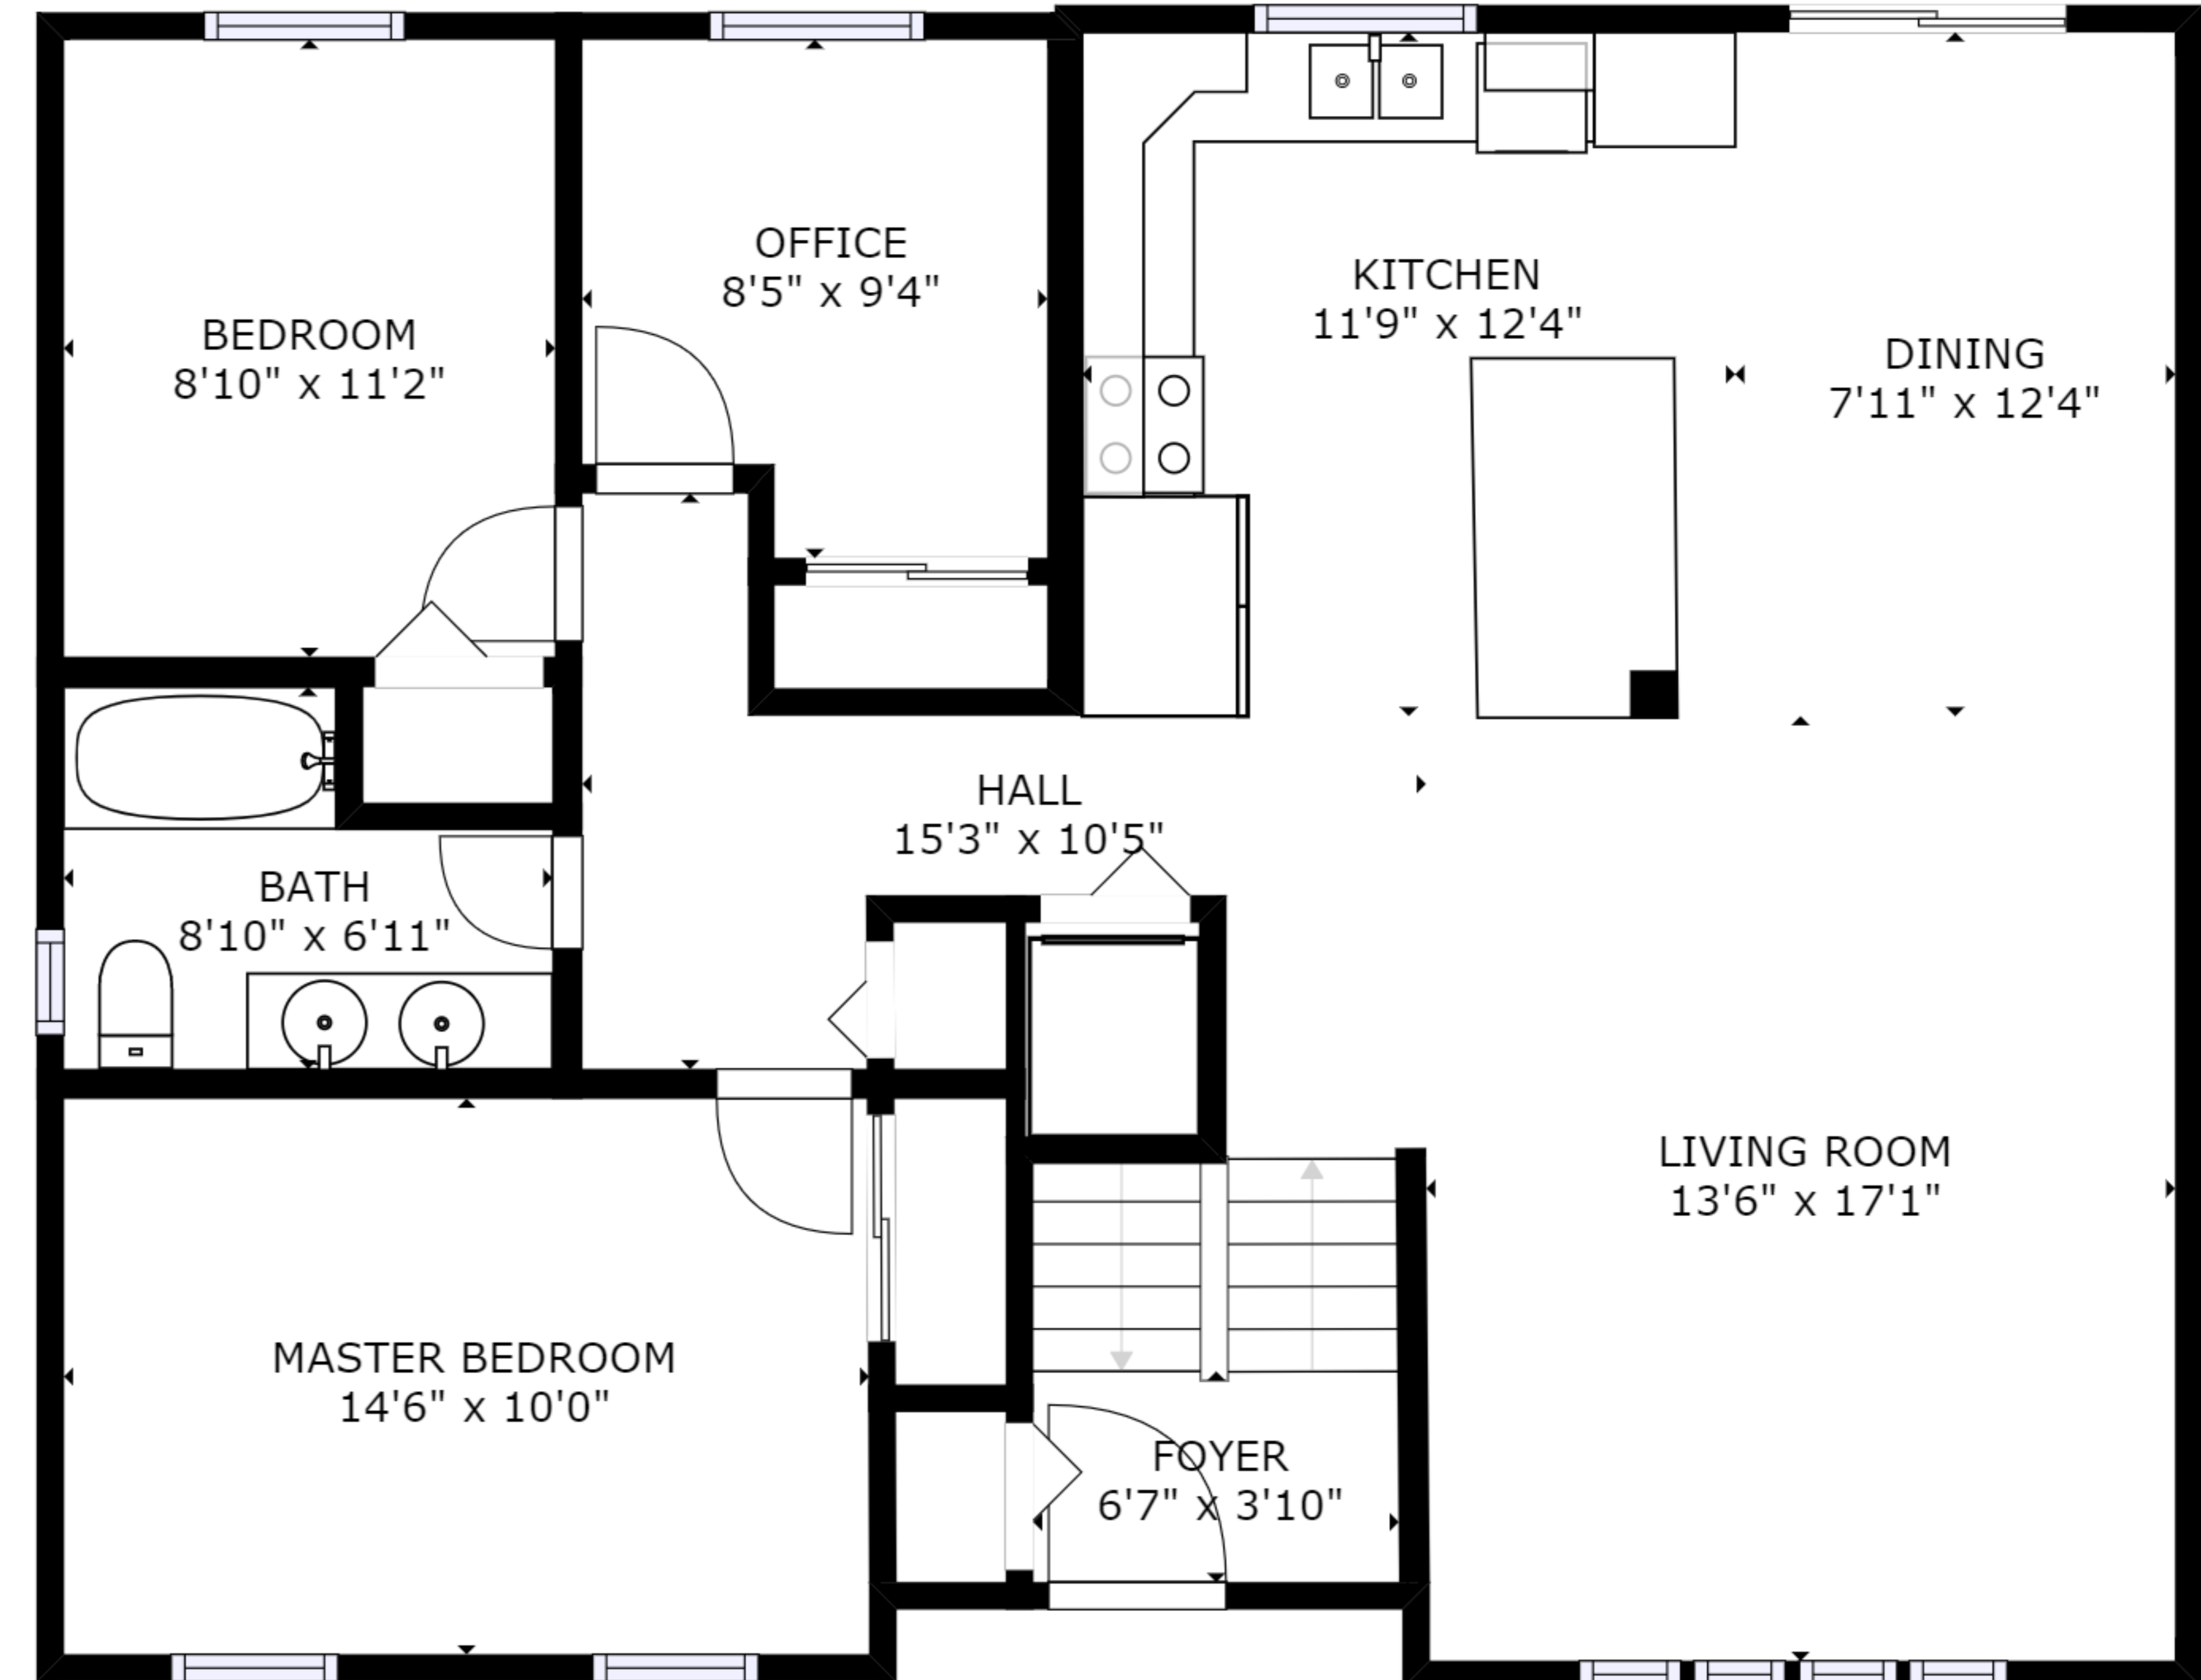 OFFICE
8'5" x 9'4"
KITCHEN
11'9" x 12'4"
BEDROOM
8'10" x 11'2"
DINING
7'11" x 12'4"
HALL
15'3" x 10'5"
BATH
8'10" x 6'11"
LIVING ROOM
13'6" x 17'1"
MASTER BEDROOM
14'6" x 10'0"
FOYER
6'7" x 3'10"